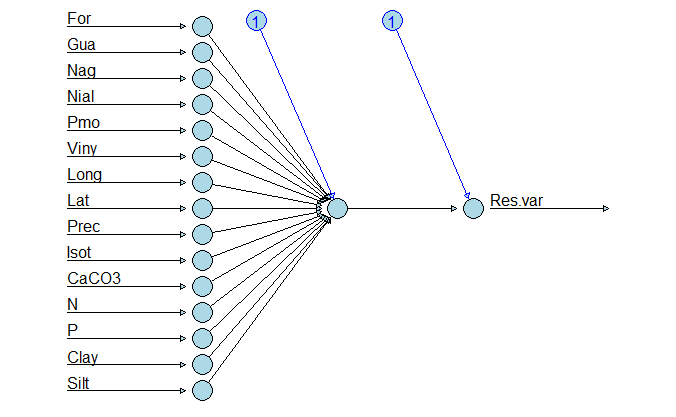 For
1
1
Gua
Nag
Nial
Pmo
Viny
Long
Lat
Res.var
Prec
Isot
CaCO3
N
P
Clay
Silt